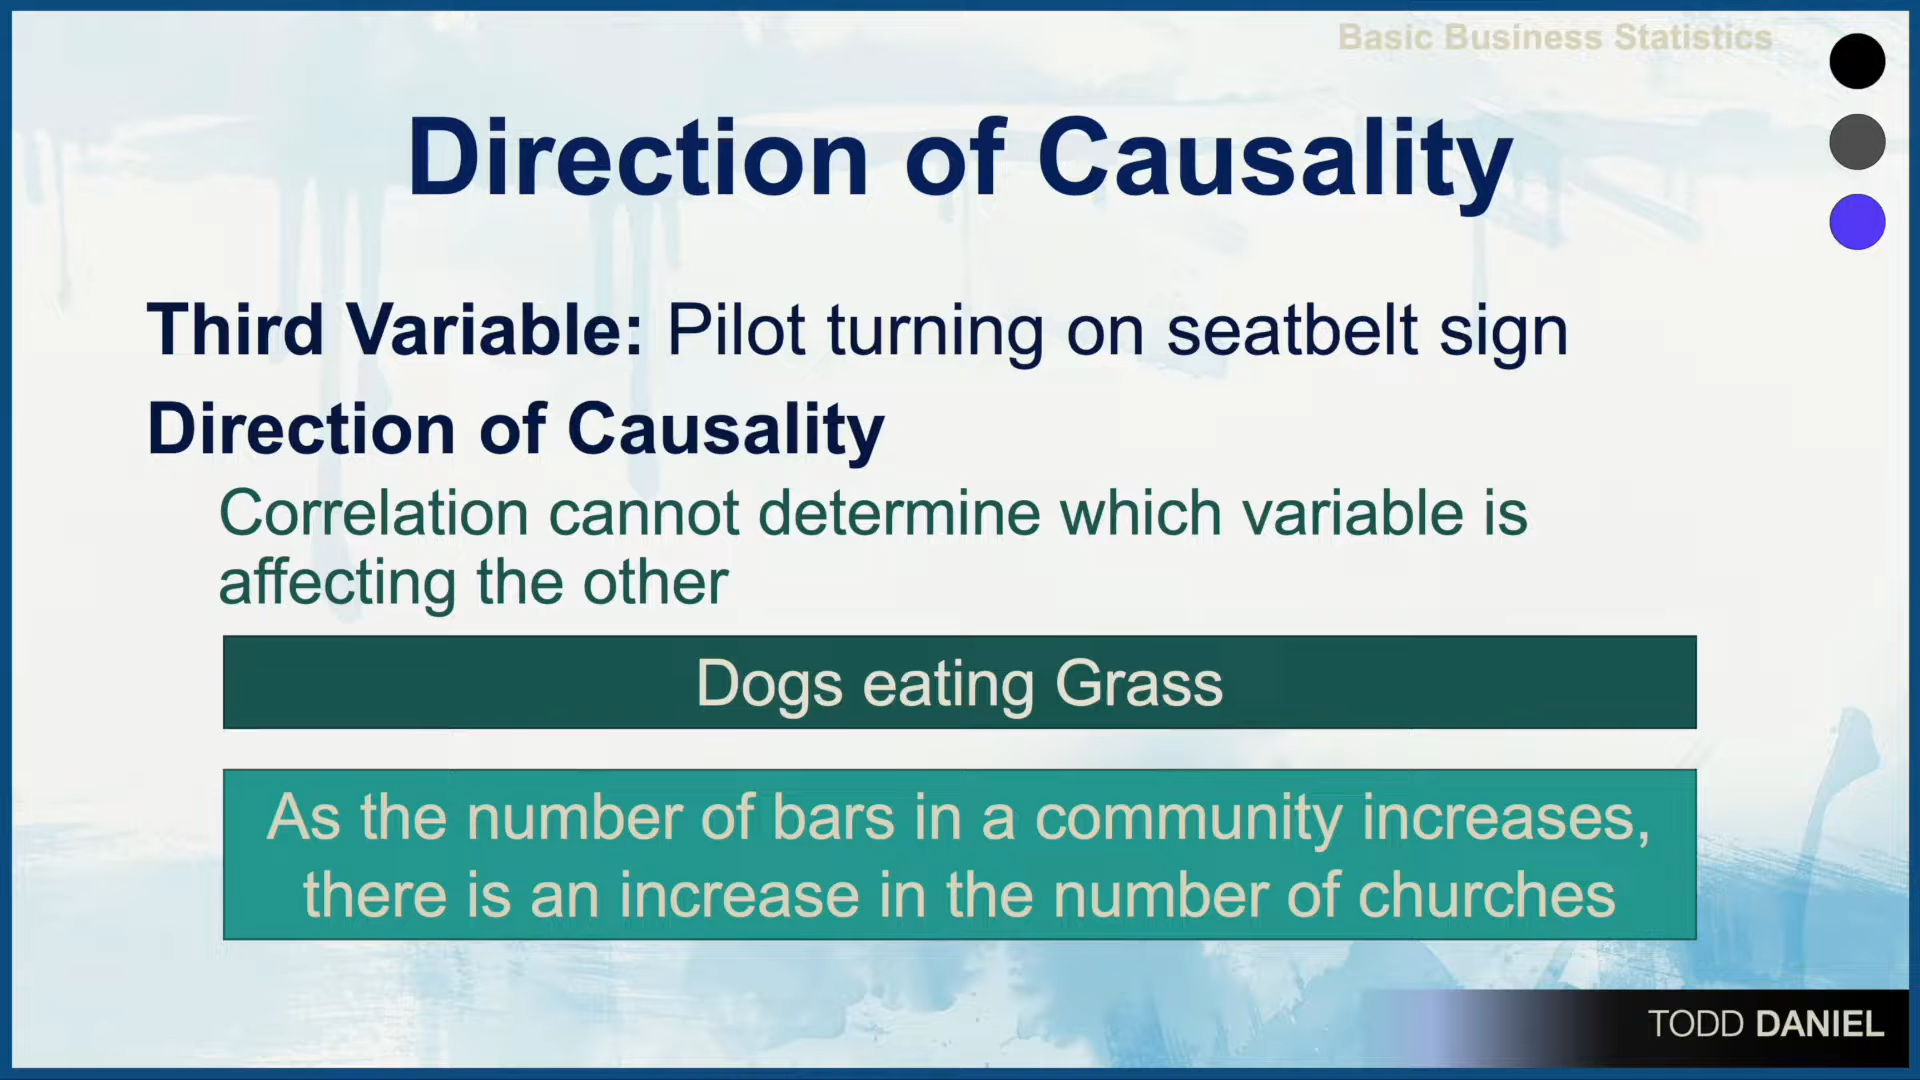 Basic Business Statistics
Direction of Causality
Third Variable: Pilot turning on seatbelt sign
Direction of Causality
Correlation cannot determine which variable is
affecting the other
Dogs eating Grass
As the number of bars in a community increases,
there is an increase in the number of churches
TODD DANIEL